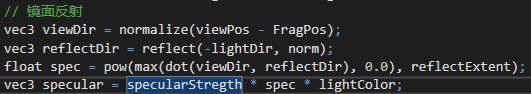 // 镜面反射
vec3 viewDir = normalize(viewPos - FragPos);
vec3 reflectDir = reflect(-lightDir, norm);
float spec = pow(max(dot(viewDir, reflectDir), 0.0), reflectExtent);
vec3 specular = specularStregth * spec * lightColor;